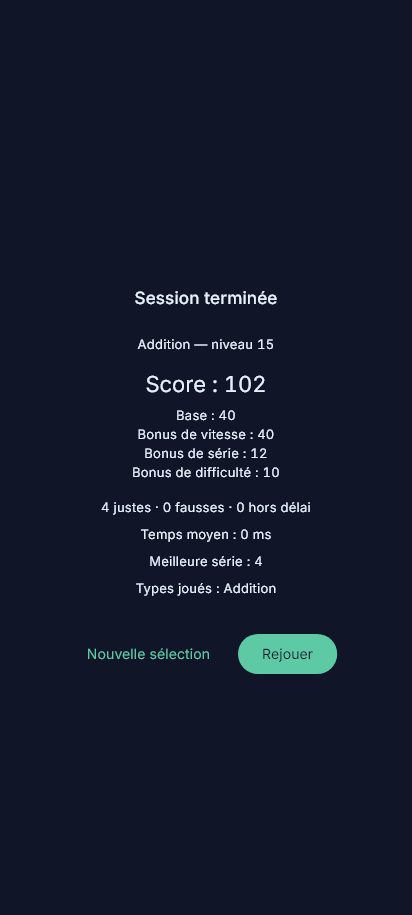 Session terminée
Addition — niveau 15
Score : 102
Base : 40
Bonus de vitesse : 40
Bonus de série : 12
Bonus de difficulté : 10
4 justes · 0 fausses · 0 hors délai
Temps moyen : 0 ms
Meilleure série : 4
Types joués : Addition
Nouvelle sélection
Rejouer